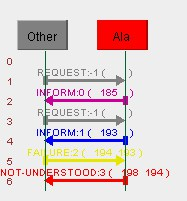 Other Ala
0
REQUEST:-1 ( )
1
INFORM:0 ( 185 )
2
REQUEST:-1 ( )
3
INFORM:1 ( 193 )
4
FAILURE:2 ( 194 193 )
5
NOT-UNDERSTOOD:3 ( 198 194 )
6